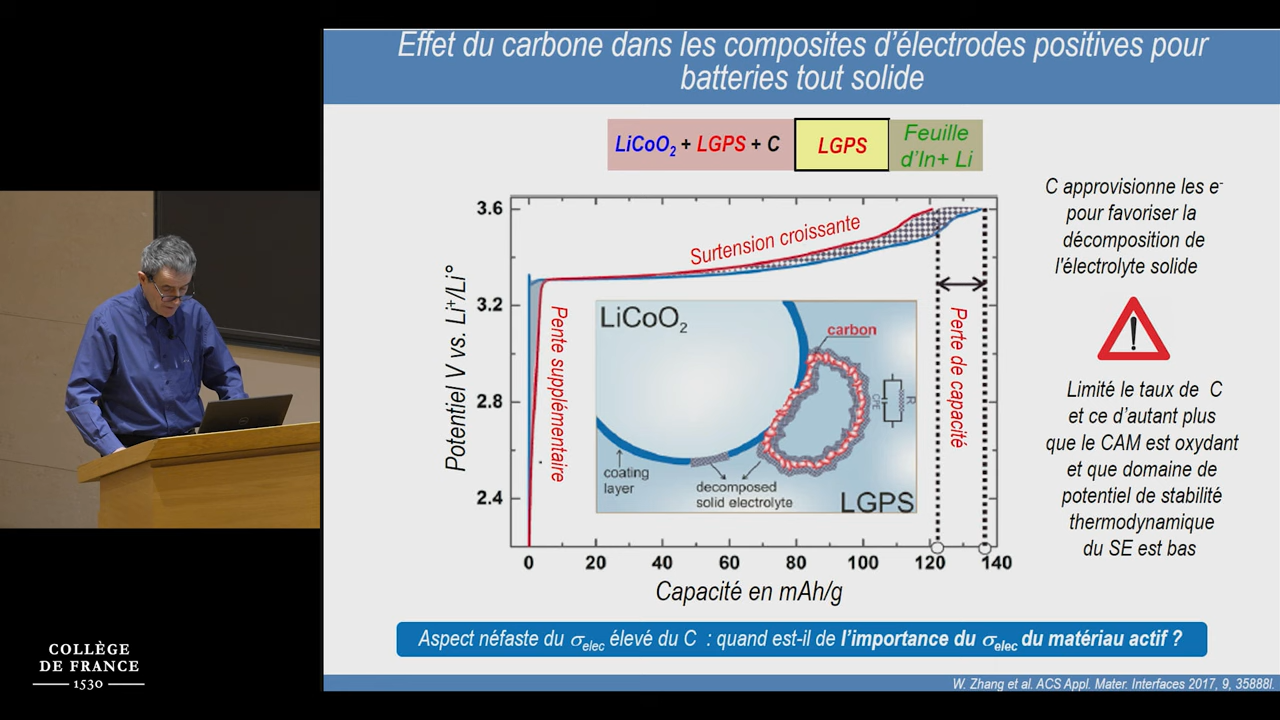 Effet du carbone dans les composites d'électrodes positives pour
batteries tout solide
LiCoO2 + LGPS + C
LGPS
Feuille
d'In+ Li
C approvisionne les e-
pour favoriser la
décomposition de
l'électrolyte solide
Limité le taux de C
et ce d'autant plus
que le CAM est oxydant
et que domaine de
potentiel de stabilité
thermodynamique
du SE est bas
Potentiel V vs. Li+/Li°
3.6
3.2
2.8
2.4
Surtension croissante
Pente supplémentaire
Perte de capacité
LiCoO2
carbon
CPE
R
coating
layer
decomposed
solid electrolyte
LGPS
0 20 40 60 80 100 120 140
Capacité en mAh/g
Aspect néfaste du σelec élevé du C : quand est-il de l'importance du σelec du matériau actif ?
W. Zhang et al. ACS Appl. Mater. Interfaces 2017, 9, 35888I.
COLLÈGE
DE FRANCE
1530